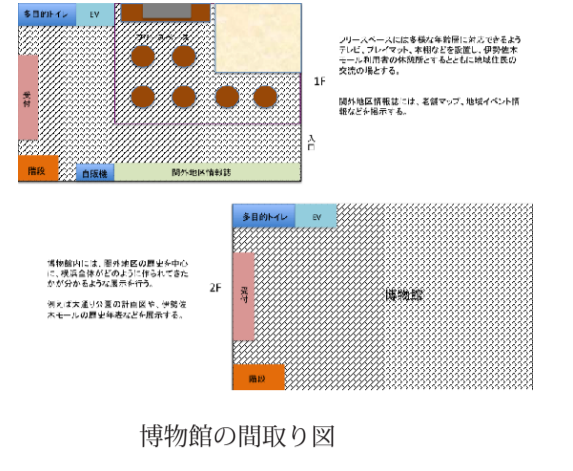 多目的トイレ EV
フリースペース
受付
階段
自販機
関外地区情報誌
1F
入口
フリースペースには多様な年齢層に対応できるよう
テレビ、プレイマット、本棚などを設置し、伊勢佐木
モール利用者の休憩所とするとともに地域住民の
交流の場とする。
関外地区情報誌には、老舗マップ、地域イベント情
報などを掲示する。
多目的トイレ EV
受付
博物館
階段
2F
博物館内には、関外地区の歴史を中心
に、横浜全体がどのように作られてきた
かが分かるような展示を行う。
例えば大通り公園の計画図や、伊勢佐
木モールの歴史年表などを展示する。
博物館の間取り図